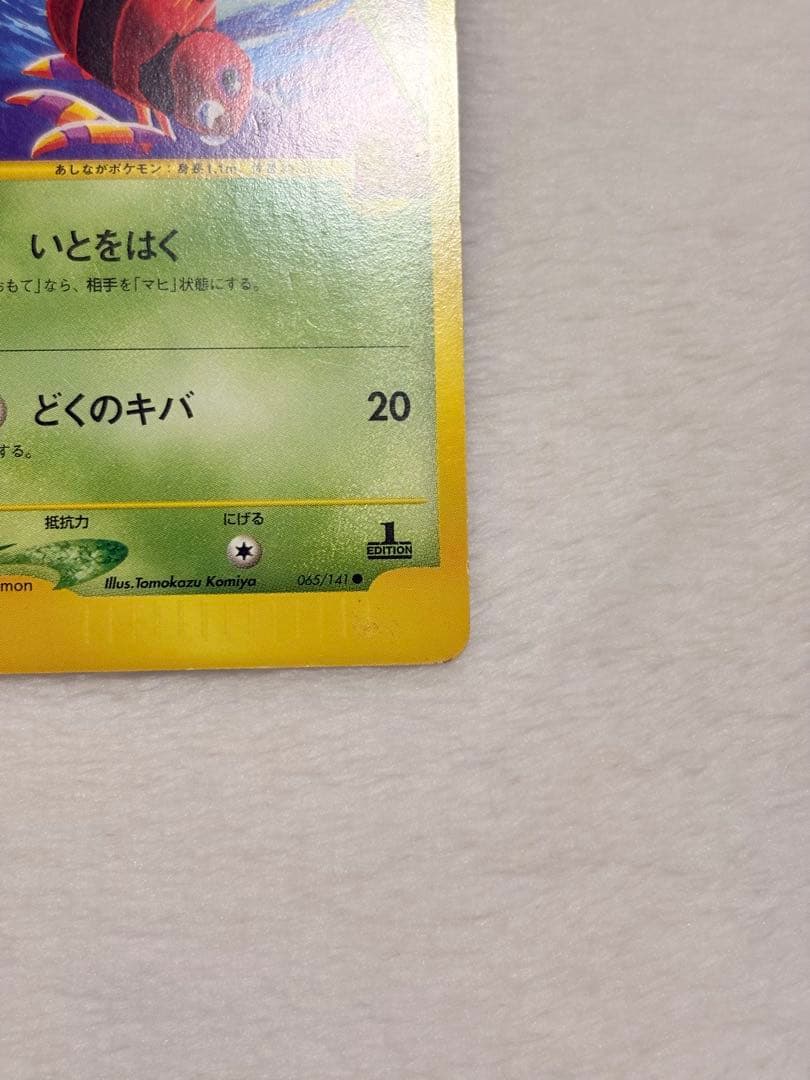 あしながポケモン：身長1.1m
いとをはく
おもて」なら、相手を「マヒ」状態にする。
どくのキバ 20
する。
抵抗力 にげる
1
EDITION
mon Illus.Tomokazu Komiya 065/141●